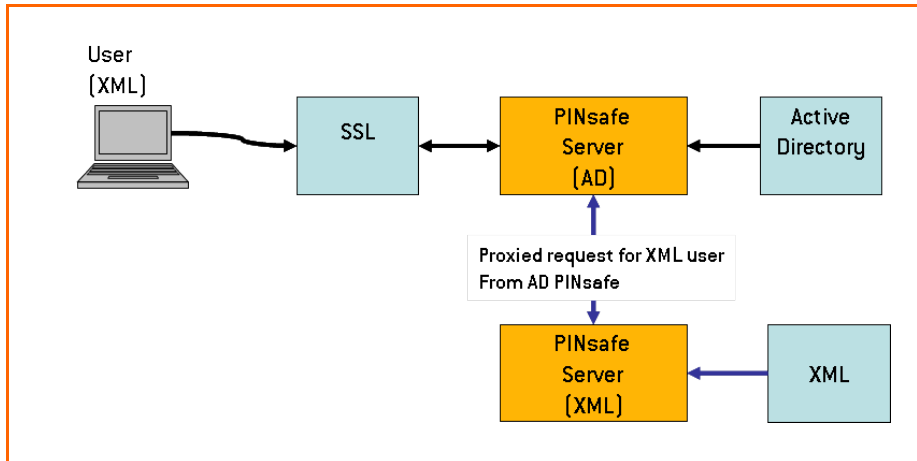 User
(XML)
SSL
PINsafe
Server
(AD)
Active
Directory
Proxied request for XML user
From AD PINsafe
PINsafe
Server
(XML)
XML